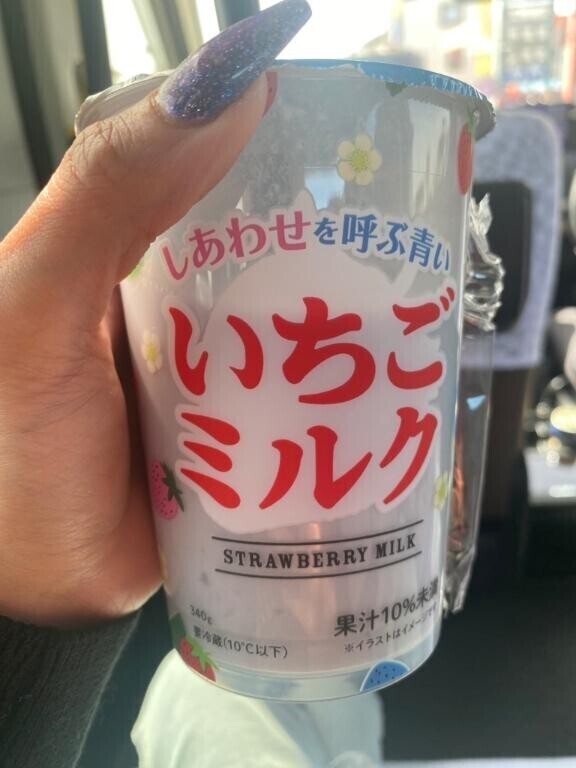 しあわせを呼ぶ青い
いちご
ミルク
STRAWBERRY MILK
340g
要冷蔵(10℃以下)
果汁10%未満
※イラストはイメージです